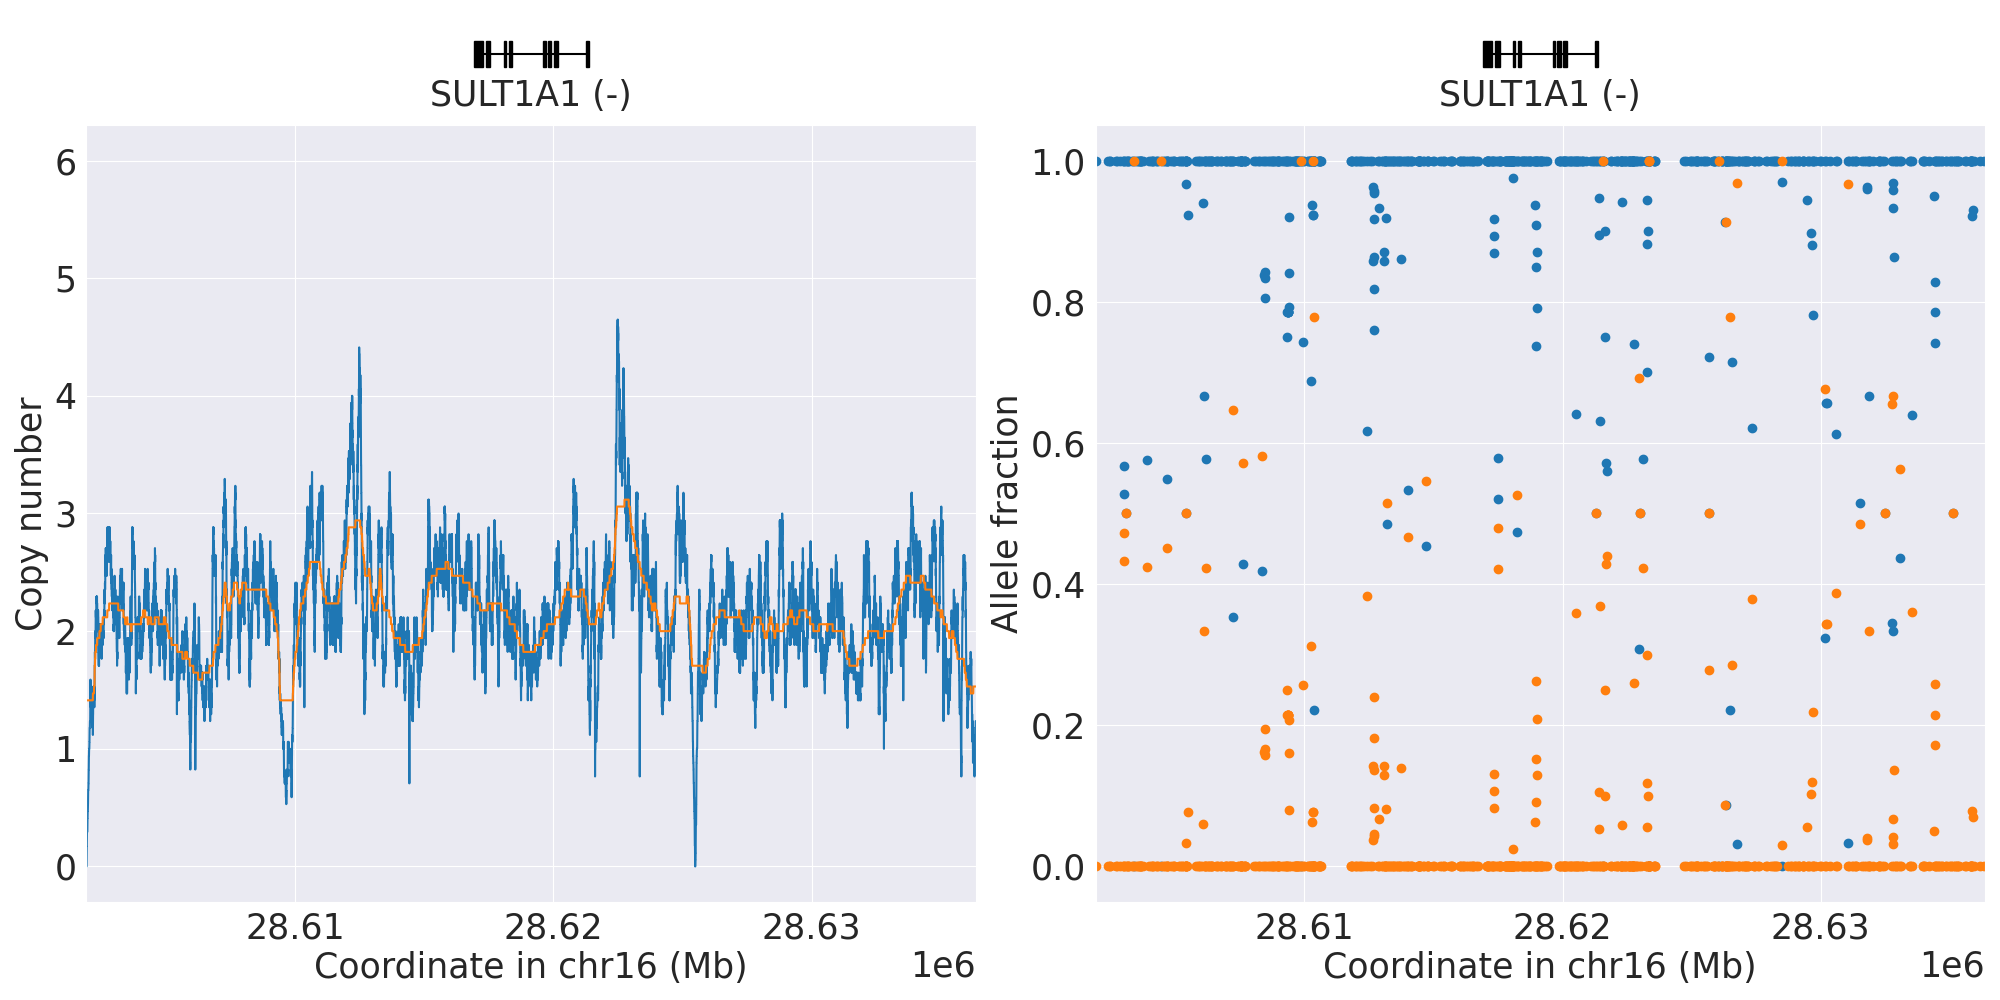 SULT1A1 (-)
6
5
4
3
2
1
0
Copy number
28.61
28.62
28.63
Coordinate in chr16 (Mb)
1e6
SULT1A1 (-)
1.0
0.8
0.6
0.4
0.2
0.0
Allele fraction
28.61
28.62
28.63
Coordinate in chr16 (Mb)
1e6